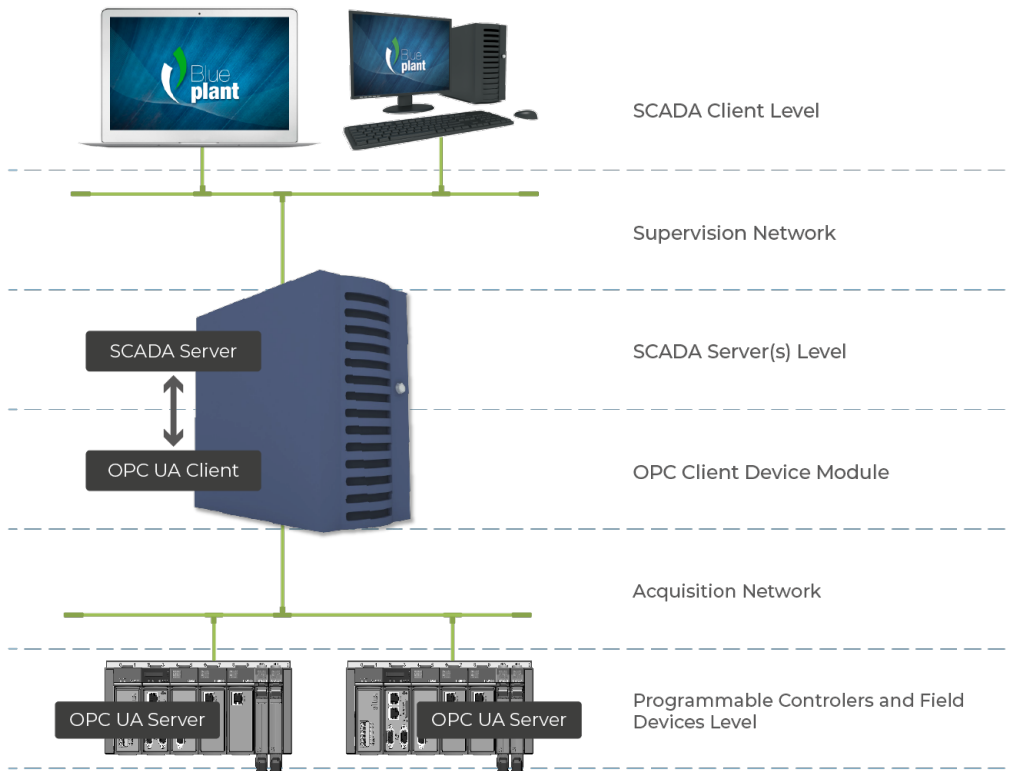 Blue
plant
Blue
plant
SCADA Client Level
Supervision Network
SCADA Server
SCADA Server(s) Level
OPC UA Client
OPC Client Device Module
Acquisition Network
OPC UA Server
OPC UA Server
Programmable Controlers and Field
Devices Level